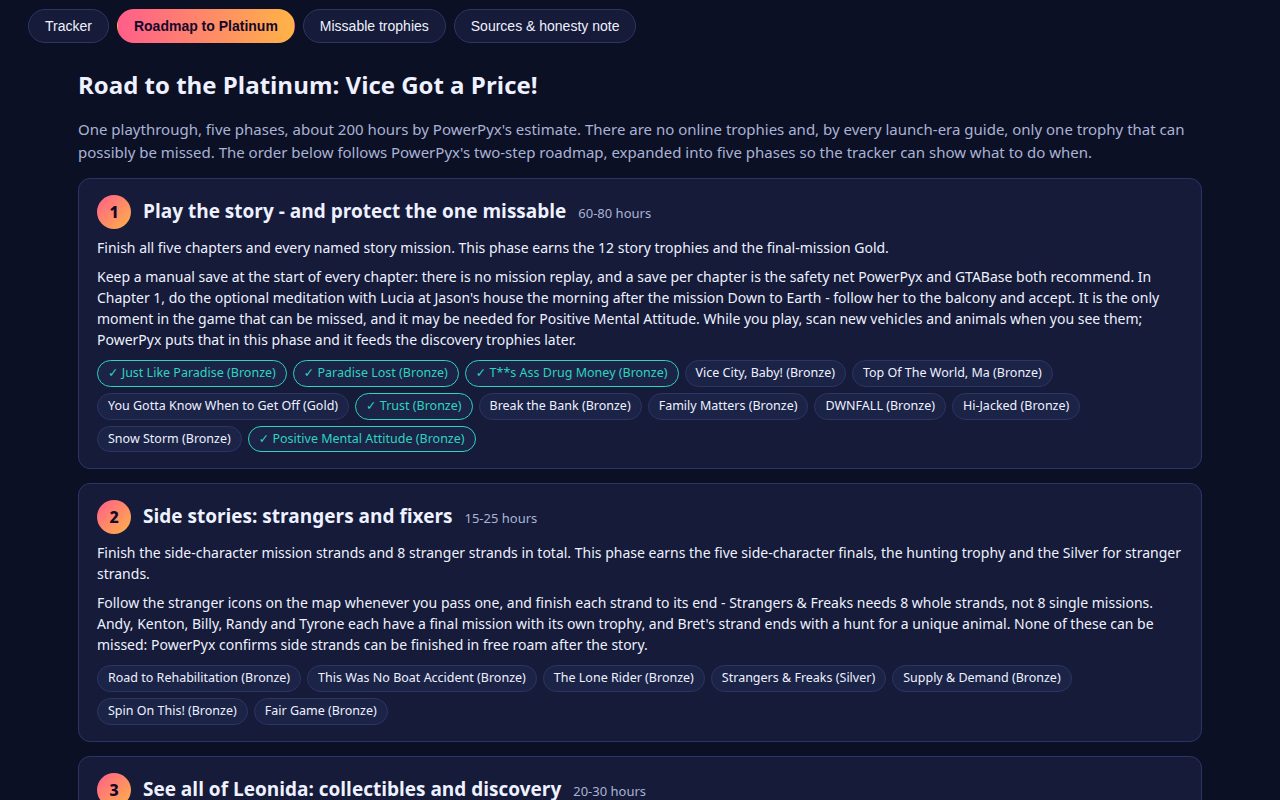 Tracker
Roadmap to Platinum
Missable trophies
Sources & honesty note
Road to the Platinum: Vice Got a Price!
One playthrough, five phases, about 200 hours by PowerPyx's estimate. There are no online trophies and, by every launch-era guide, only one trophy that can
possibly be missed. The order below follows PowerPyx's two-step roadmap, expanded into five phases so the tracker can show what to do when.
1 Play the story - and protect the one missable 60-80 hours
Finish all five chapters and every named story mission. This phase earns the 12 story trophies and the final-mission Gold.
Keep a manual save at the start of every chapter: there is no mission replay, and a save per chapter is the safety net PowerPyx and GTABase both recommend. In
Chapter 1, do the optional meditation with Lucia at Jason's house the morning after the mission Down to Earth - follow her to the balcony and accept. It is the only
moment in the game that can be missed, and it may be needed for Positive Mental Attitude. While you play, scan new vehicles and animals when you see them;
PowerPyx puts that in this phase and it feeds the discovery trophies later.
✓ Just Like Paradise (Bronze) ✓ Paradise Lost (Bronze) ✓ T**s Ass Drug Money (Bronze) Vice City, Baby! (Bronze) Top Of The World, Ma (Bronze)
You Gotta Know When to Get Off (Gold) ✓ Trust (Bronze) Break the Bank (Bronze) Family Matters (Bronze) DWNFALL (Bronze) Hi-Jacked (Bronze)
Snow Storm (Bronze) ✓ Positive Mental Attitude (Bronze)
2 Side stories: strangers and fixers 15-25 hours
Finish the side-character mission strands and 8 stranger strands in total. This phase earns the five side-character finals, the hunting trophy and the Silver for stranger
strands.
Follow the stranger icons on the map whenever you pass one, and finish each strand to its end - Strangers & Freaks needs 8 whole strands, not 8 single missions.
Andy, Kenton, Billy, Randy and Tyrone each have a final mission with its own trophy, and Bret's strand ends with a hunt for a unique animal. None of these can be
missed: PowerPyx confirms side strands can be finished in free roam after the story.
Road to Rehabilitation (Bronze) This Was No Boat Accident (Bronze) The Lone Rider (Bronze) Strangers & Freaks (Silver) Supply & Demand (Bronze)
Spin On This! (Bronze) Fair Game (Bronze)
3 See all of Leonida: collectibles and discovery 20-30 hours